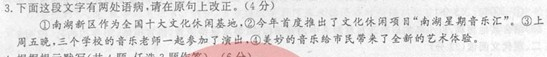 3. 下面这段文字有两处语病,请在原句上改正。(4分)
①南湖新区作为全国十大文化休闲基地,②今年首度推出了文化休闲项目“南湖星期音乐汇”。③上
周五晚,三个学校的音乐老师一起参加了演出,④美妙的音乐给市民带来了全新的艺术体验。